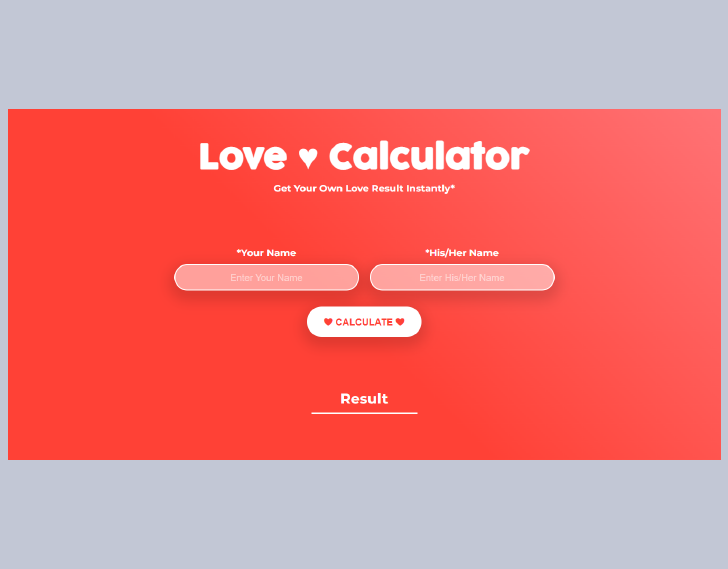 Love ♥ Calculator
Get Your Own Love Result Instantly*
*Your Name
*His/Her Name
Enter Your Name
Enter His/Her Name
♥ CALCULATE ♥
Result